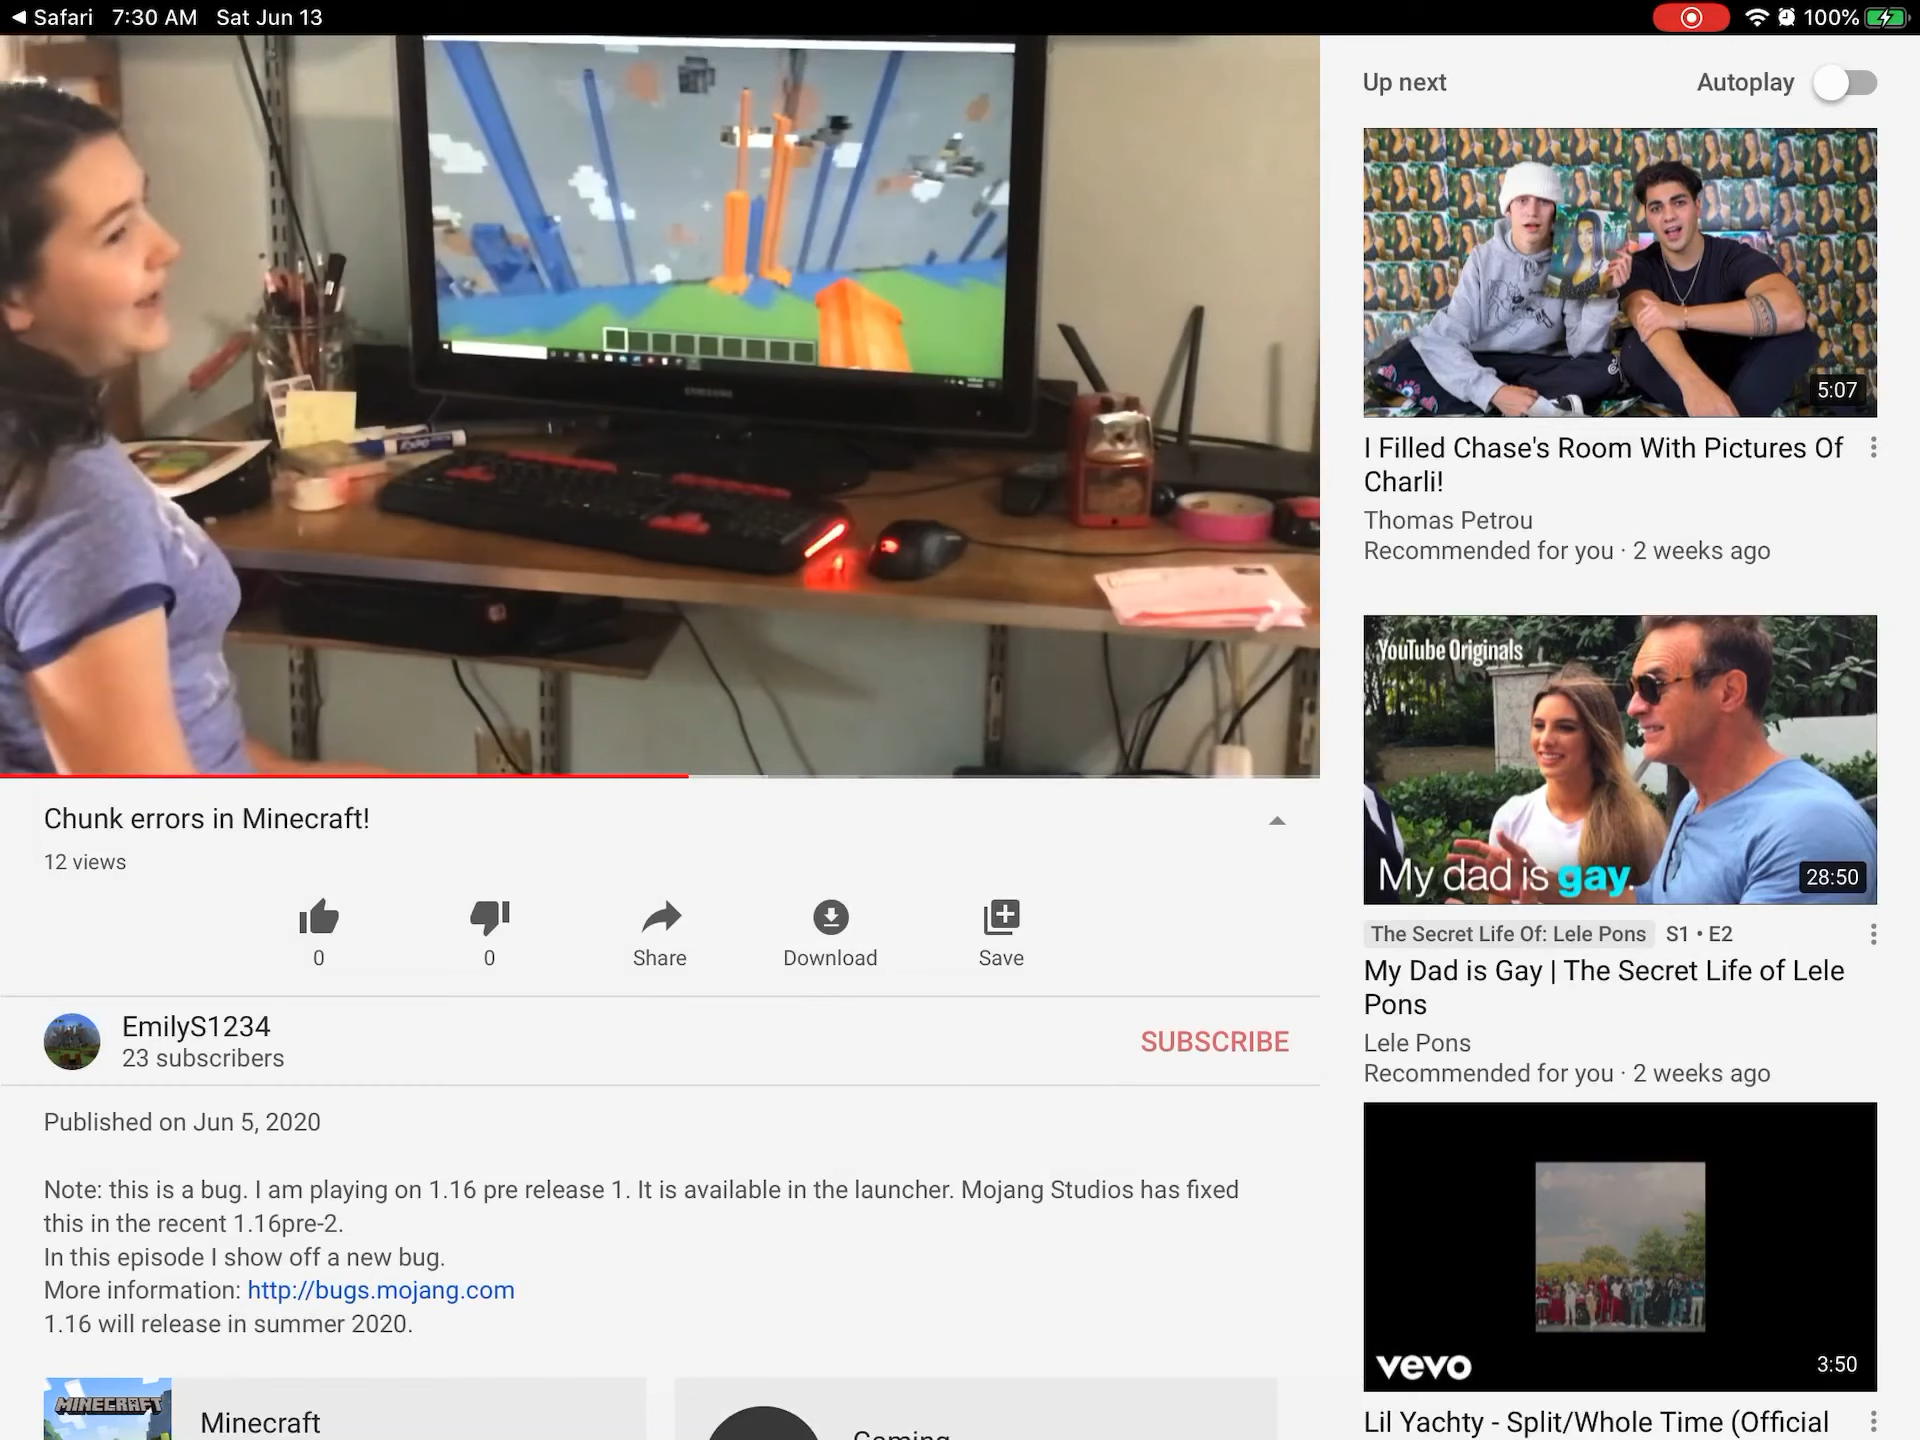 Safari 7:30 AM Sat Jun 13
100%
SAMSUNG
EXPO
Chunk errors in Minecraft!
12 views
0
0
Share
Download
Save
EmilyS1234
23 subscribers
SUBSCRIBE
Published on Jun 5, 2020
Note: this is a bug. I am playing on 1.16 pre release 1. It is available in the launcher. Mojang Studios has fixed
this in the recent 1.16pre-2.
In this episode I show off a new bug.
More information: http://bugs.mojang.com
1.16 will release in summer 2020.
MINECRAFT
Minecraft
Gaming
Up next
Autoplay
5:07
I Filled Chase's Room With Pictures Of
Charli!
Thomas Petrou
Recommended for you · 2 weeks ago
YouTube Originals
My dad is gay.
28:50
The Secret Life Of: Lele Pons S1 • E2
My Dad is Gay | The Secret Life of Lele
Pons
Lele Pons
Recommended for you · 2 weeks ago
vevo
3:50
Lil Yachty - Split/Whole Time (Official